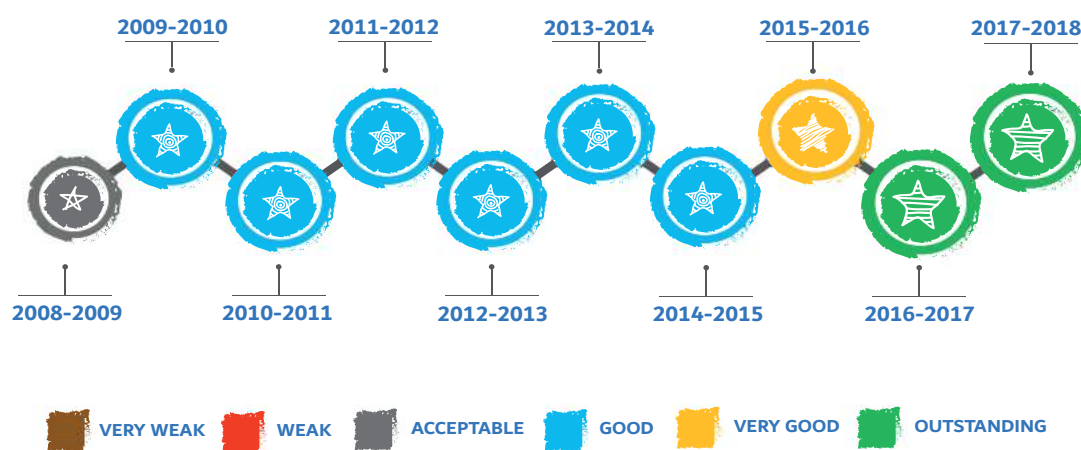 2009-2010
2011-2012
2013-2014
2015-2016
2017-2018
2008-2009
2010-2011
2012-2013
2014-2015
2016-2017
VERY WEAK
WEAK
ACCEPTABLE
GOOD
VERY GOOD
OUTSTANDING